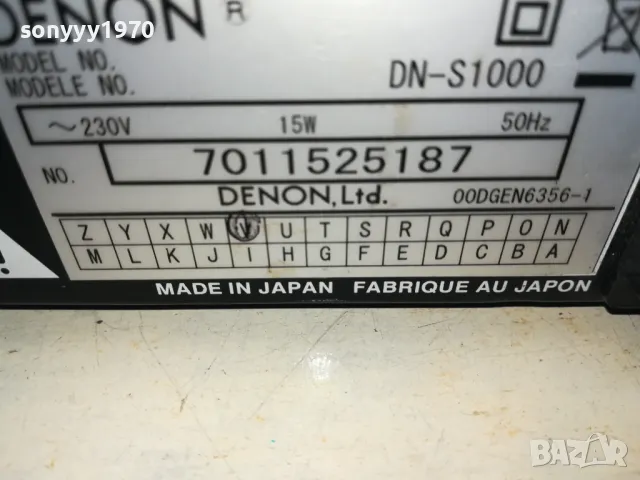 sonyyy1970
DENON ®
MODEL NO.
MODELE NO. DN-S1000
~230V 15W 50Hz
NO. 7011525187
DENON, Ltd. 00DGEN6356-1
Z Y X W V U T S R Q P O N
M L K J I H G F E D C B A
MADE IN JAPAN FABRIQUE AU JAPON
BAZAR